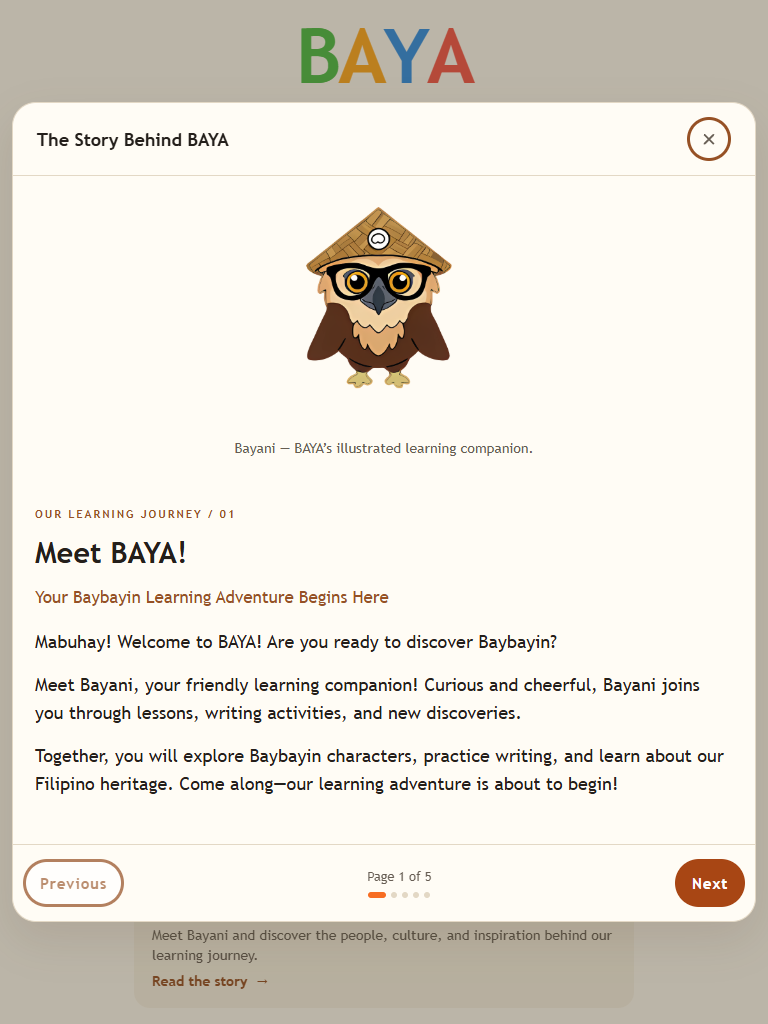 BAYA
The Story Behind BAYA
Bayani — BAYA’s illustrated learning companion.
OUR LEARNING JOURNEY / 01
Meet BAYA!
Your Baybayin Learning Adventure Begins Here
Mabuhay! Welcome to BAYA! Are you ready to discover Baybayin?
Meet Bayani, your friendly learning companion! Curious and cheerful, Bayani joins
you through lessons, writing activities, and new discoveries.
Together, you will explore Baybayin characters, practice writing, and learn about our
Filipino heritage. Come along—our learning adventure is about to begin!
Previous
Page 1 of 5
Next
Meet Bayani and discover the people, culture, and inspiration behind our
learning journey.
Read the story →